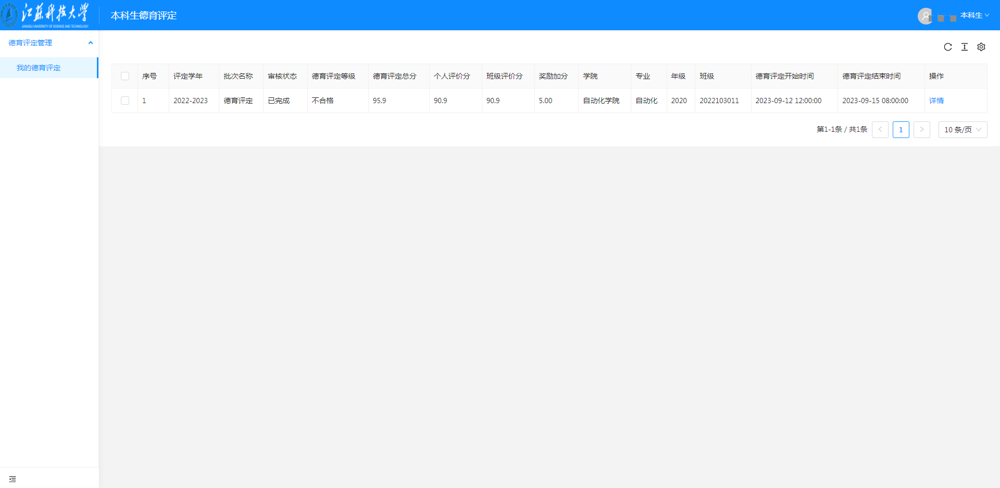 江苏科技大学
JIANGSU UNIVERSITY OF SCIENCE AND TECHNOLOGY
本科生德育评定
本科生
德育评定管理
我的德育评定
序号 评定学年 批次名称 审核状态 德育评定等级 德育评定总分 个人评价分 班级评价分 奖励加分 学院 专业 年级 班级 德育评定开始时间 德育评定结束时间 操作
1 2022-2023 德育评定 已完成 不合格 95.9 90.9 90.9 5.00 自动化学院 自动化 2020 2022103011 2023-09-12 12:00:00 2023-09-15 08:00:00 详情
第1-1条 / 共1条 < 1 > 10 条/页